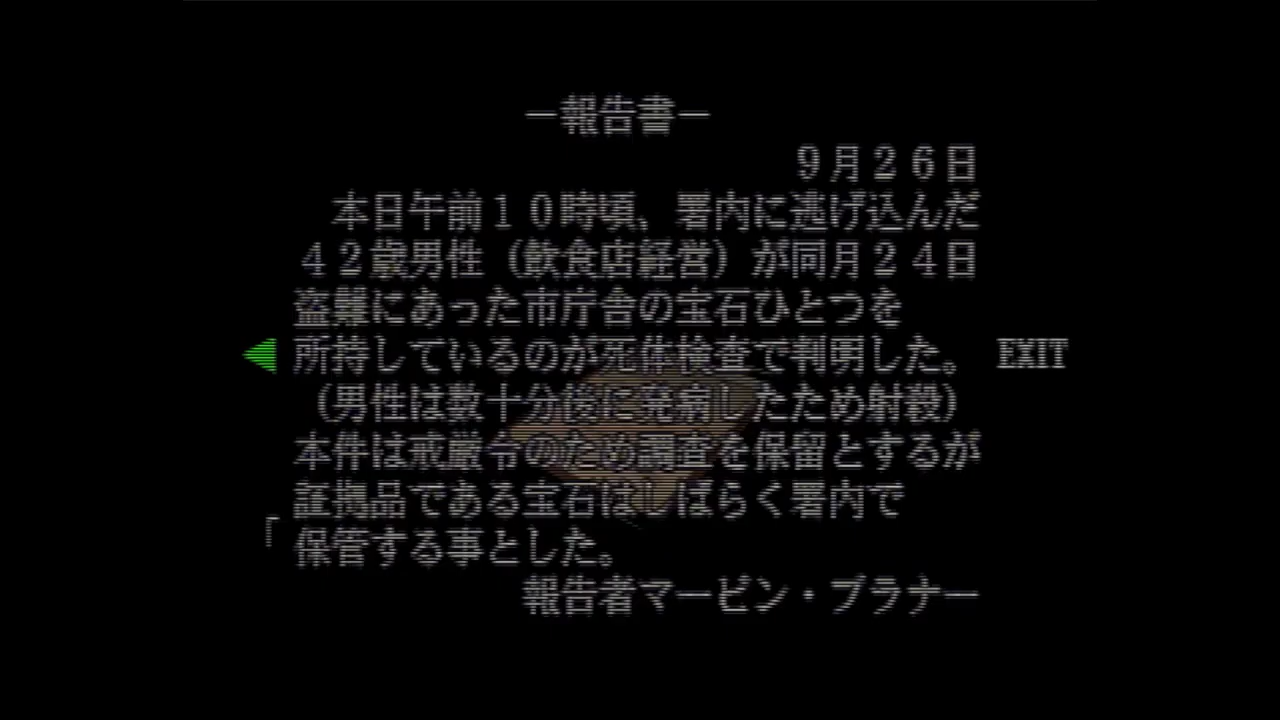 ー報告書ー
９月２６日
本日午前１０時頃、署内に逃げ込んだ
４２歳男性（飲食店経営）が同月２４日
盗難にあった市庁舎の宝石ひとつを
所持しているのが死体検査で判明した。
EXIT
（男性は数十分後に発病したため射殺）
本件は戒厳令のため調査を保留とするが
証拠品である宝石はしばらく署内で
「保管する事とした。
報告者マービン・ブラナー